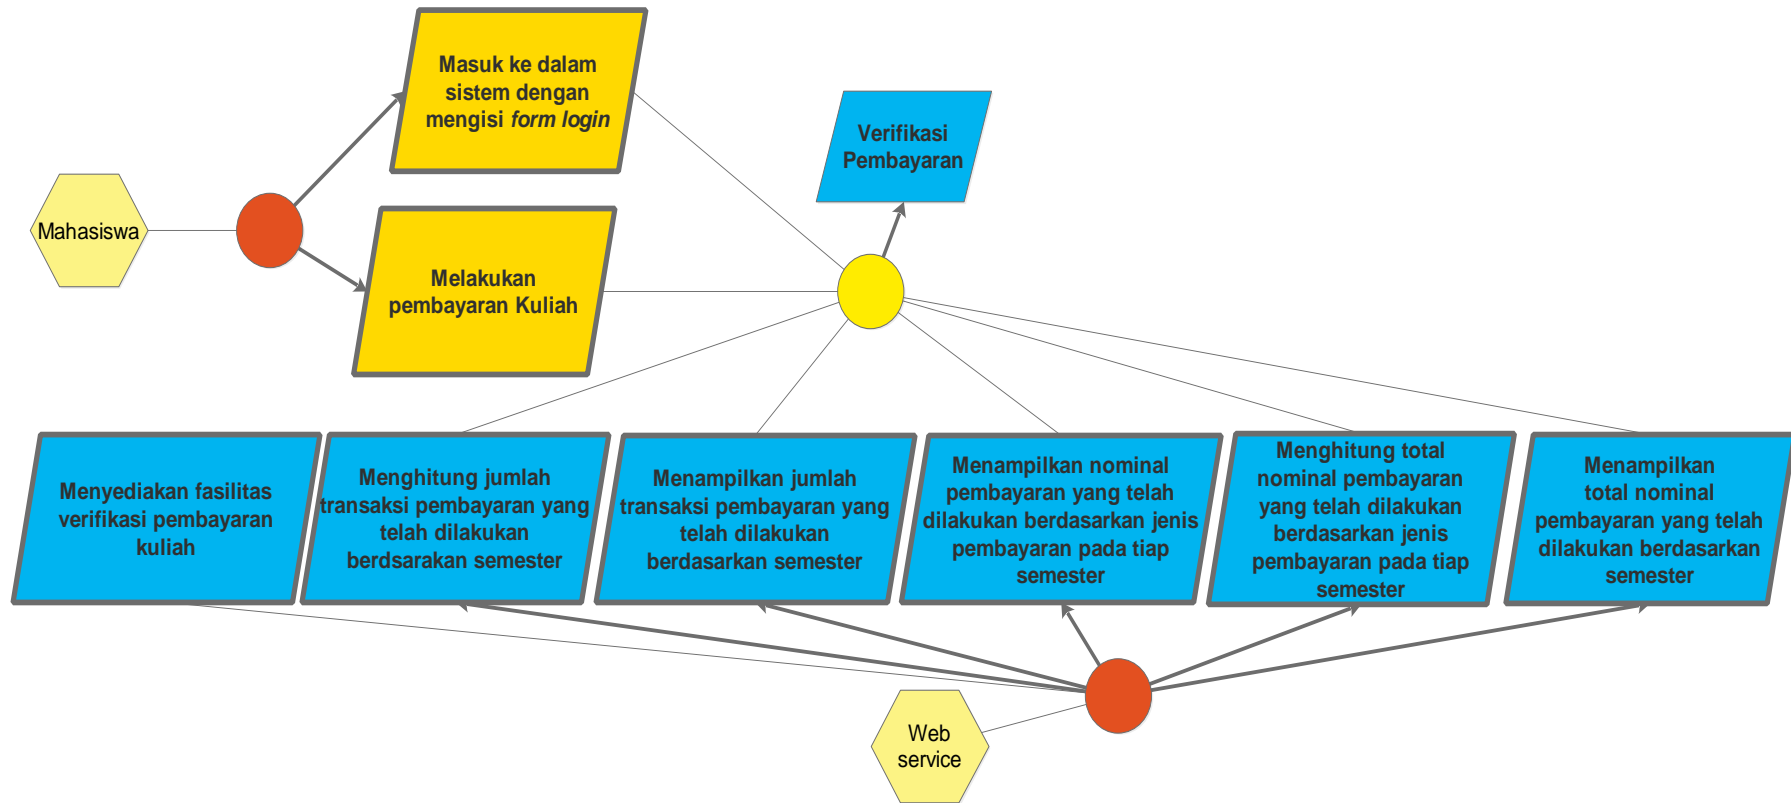 Masuk ke dalam
sistem dengan
mengisi form login
Verifikasi
Pembayaran
Mahasiswa
Melakukan
pembayaran Kuliah
Menyediakan fasilitas
verifikasi pembayaran
kuliah
Menghitung jumlah
transaksi pembayaran yang
telah dilakukan
berdsarakan semester
Menampilkan jumlah
transaksi pembayaran yang
telah dilakukan
berdasarkan semester
Menampilkan nominal
pembayaran yang telah
dilakukan berdasarkan jenis
pembayaran pada tiap
semester
Menghitung total
nominal pembayaran
yang telah dilakukan
berdasarkan jenis
pembayaran pada tiap
semester
Menampilkan
total nominal
pembayaran yang telah
dilakukan berdasarkan
semester
Web
service